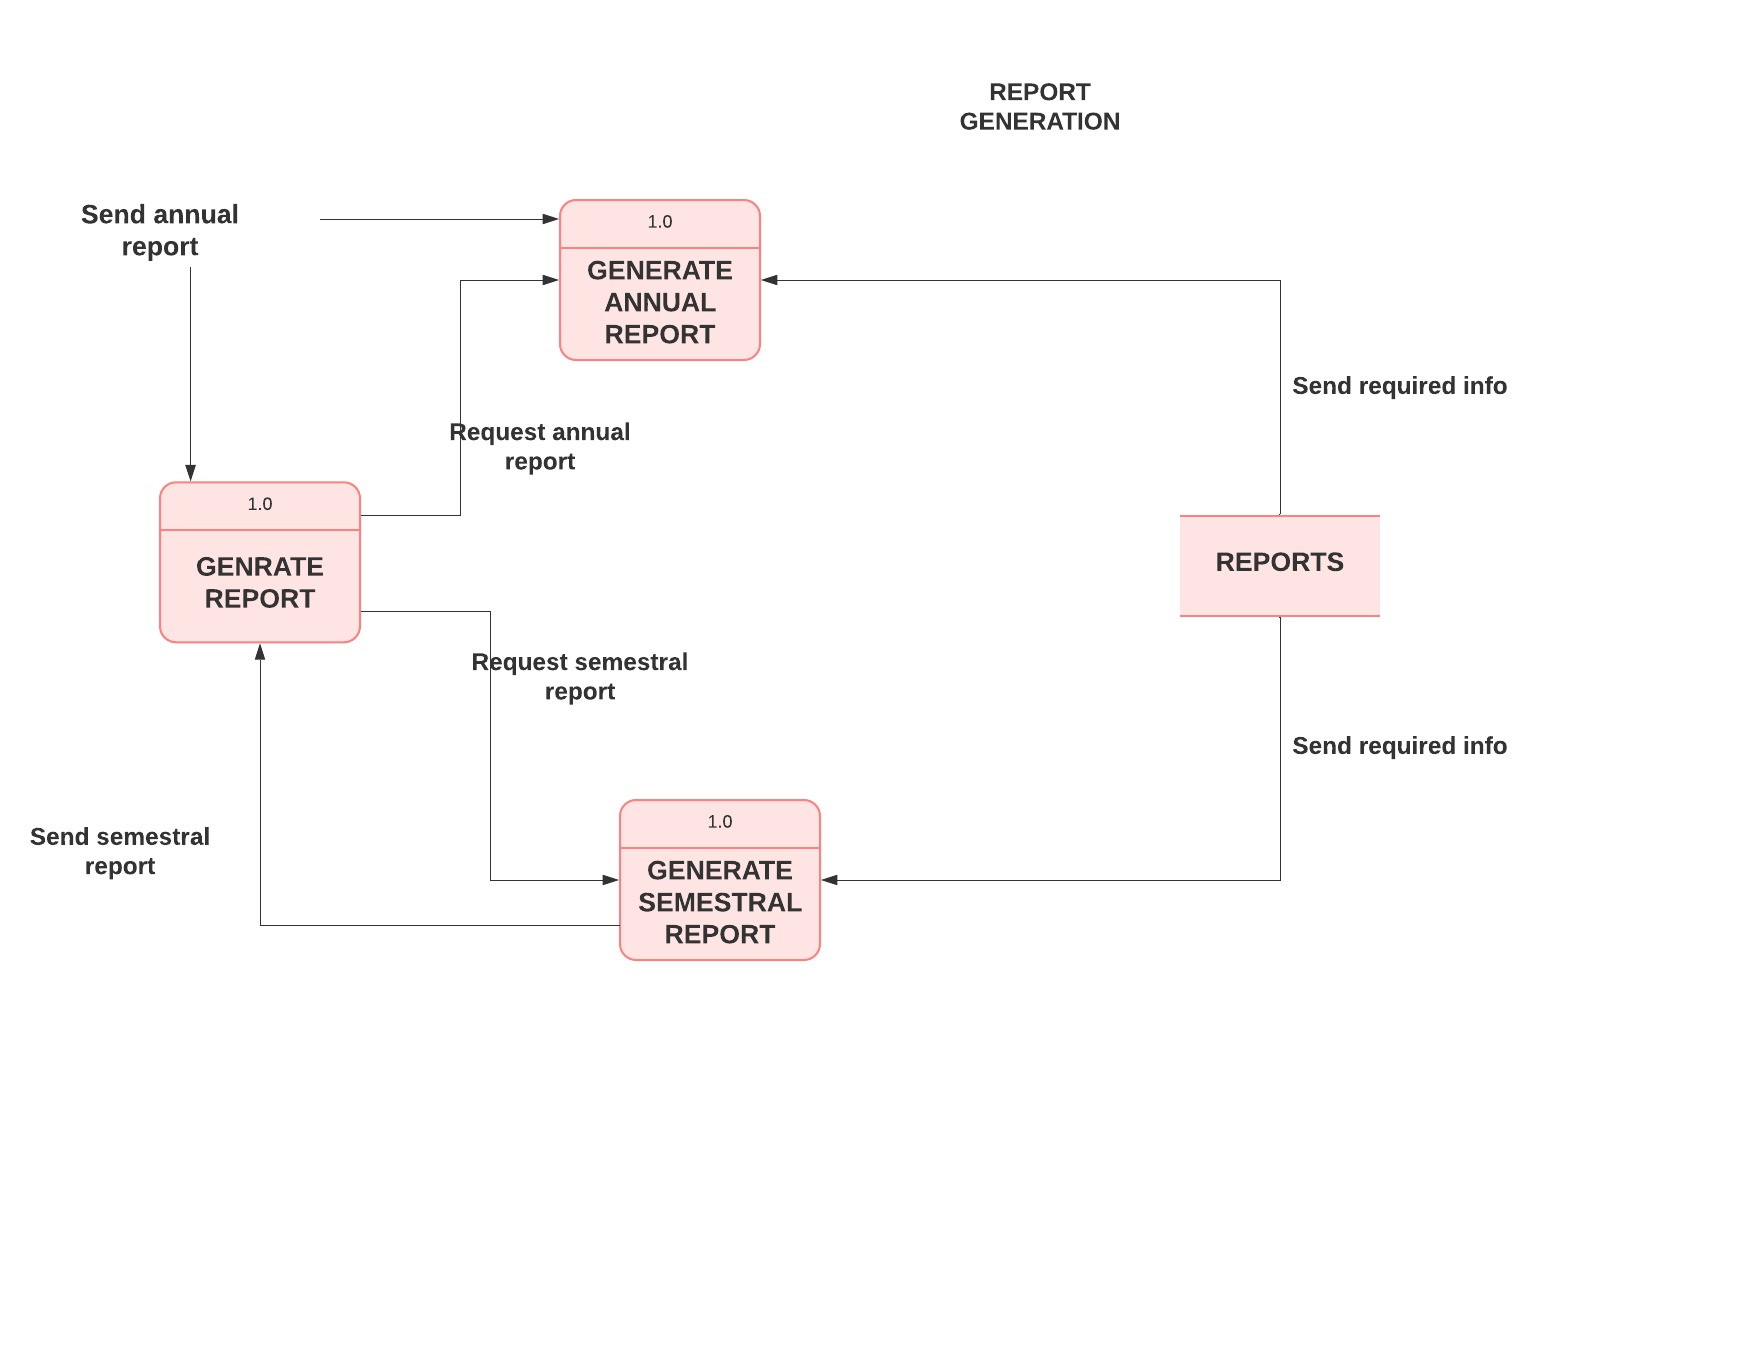 REPORT
GENERATION
Send annual
report
1.0
GENERATE
ANNUAL
REPORT
Send required info
Request annual
report
1.0
GENRATE
REPORT
REPORTS
Request semestral
report
Send required info
Send semestral
report
1.0
GENERATE
SEMESTRAL
REPORT